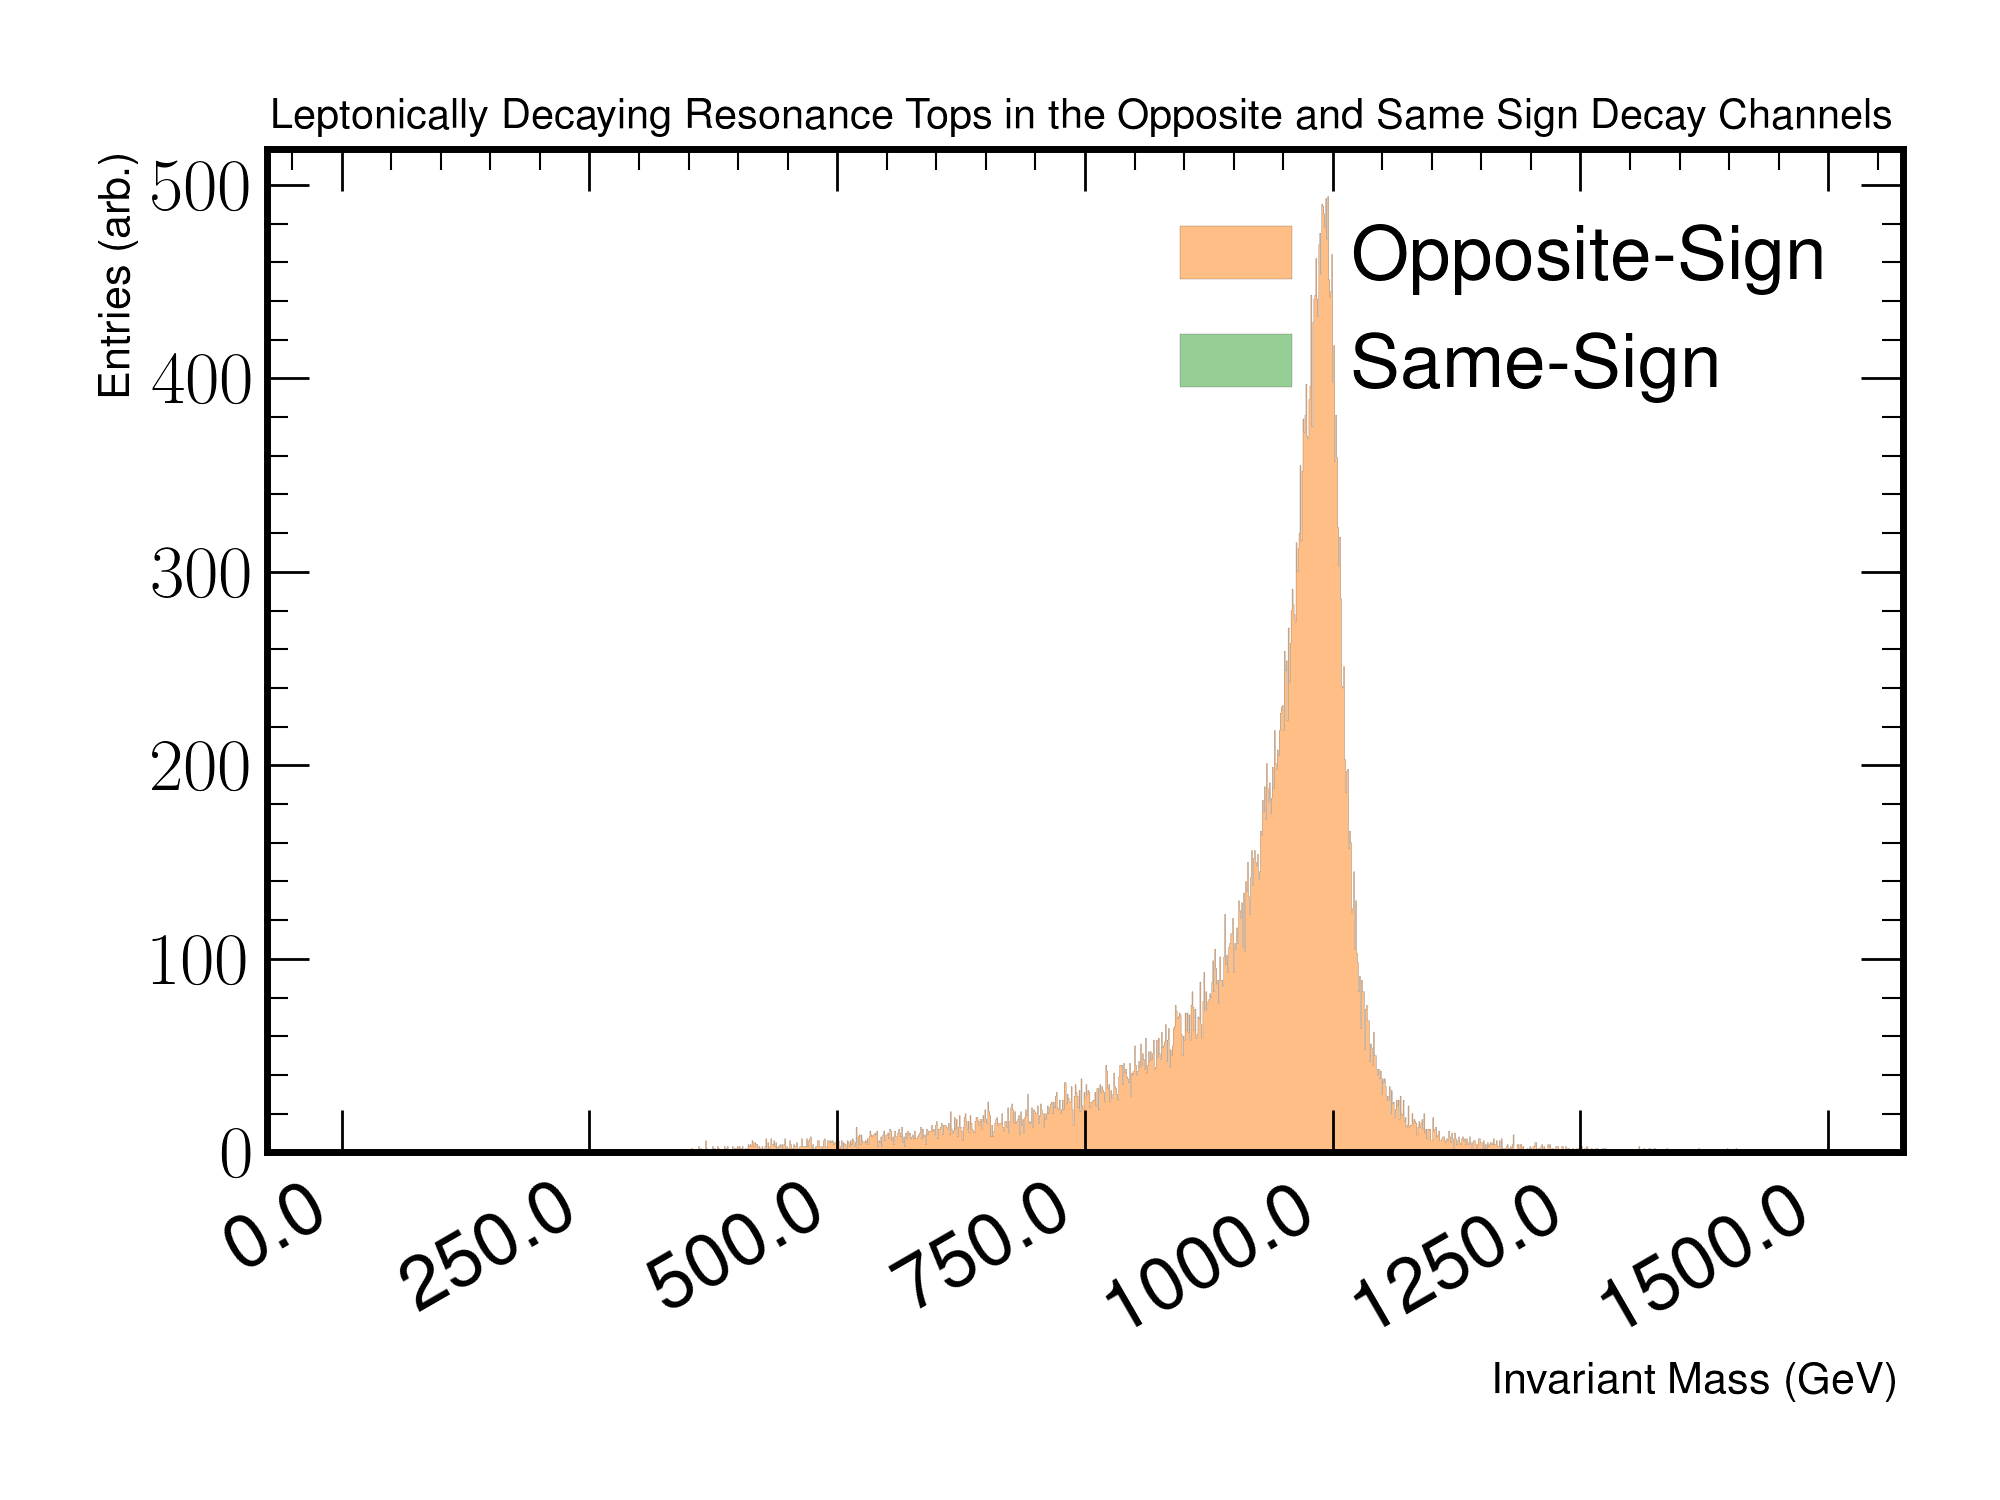 Leptonically Decaying Resonance Tops in the Opposite and Same Sign Decay Channels
Entries (arb.)
500
400
300
200
100
0
Opposite-Sign
Same-Sign
0.0
250.0
500.0
750.0
1000.0
1250.0
1500.0
Invariant Mass (GeV)